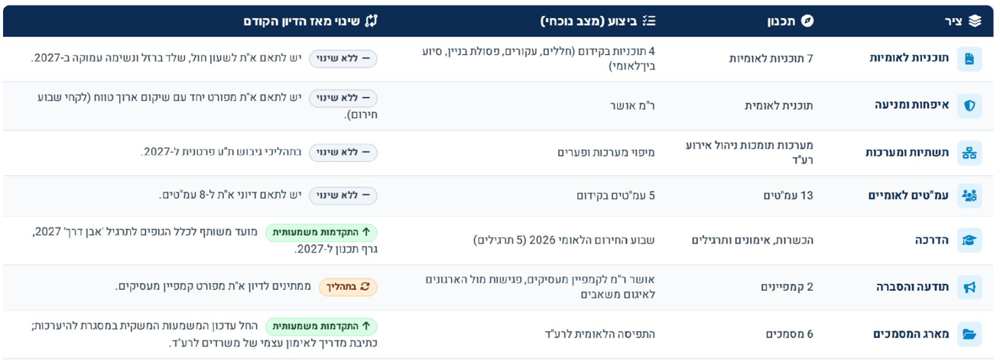 ציר
תכנון
ביצוע (מצב נוכחי)
שינוי מאז הדיון הקודם
תוכניות לאומיות
7 תוכניות לאומיות
4 תוכניות בקידום (חללים, עקורים, פסולת בניין, סיוע
בין־לאומי)
— ללא שינוי יש לתאם א"ת לשעון חול, שלד ברזל ונשימה עמוקה ב-2027.
איפחות ומניעה
תוכנית לאומית
ר"מ אושר
— ללא שינוי יש לתאם א"ת מפורט יחד עם שיקום ארוך טווח (לקחי שבוע
חירום).
תשתיות ומערכות
מערכות תומכות ניהול אירוע
רע"ד
מיפוי מערכות ופערים
— ללא שינוי בתהליכי גיבוש ת"ע פרטנית ל-2027.
עמ"טים לאומיים
13 עמ"טים
5 עמ"טים בקידום
— ללא שינוי יש לתאם דיוני א"ת ל-8 עמ"טים.
הדרכה
הכשרות, אימונים ותרגילים
שבוע החירום הלאומי 2026 (5 תרגילים)
↑ התקדמות משמעותית מועד משותף לכלל הגופים לתרגיל 'אבן דרך' 2027,
גרף תכנון ל-2027.
תודעה והסברה
2 קמפיינים
אושר ר"מ לקמפיין מעסיקים, פגישות מול הארגונים
לאיגום משאבים
בתהליך ממתינים לדיון א"ת מפורט קמפיין מעסיקים.
מארג המסמכים
6 מסמכים
התפיסה הלאומית לרע"ד
↑ התקדמות משמעותית החל עדכון המשמעות המשקית במסגרת להיערכות;
כתיבת מדריך לאימון עצמי של משרדים לרע"ד.